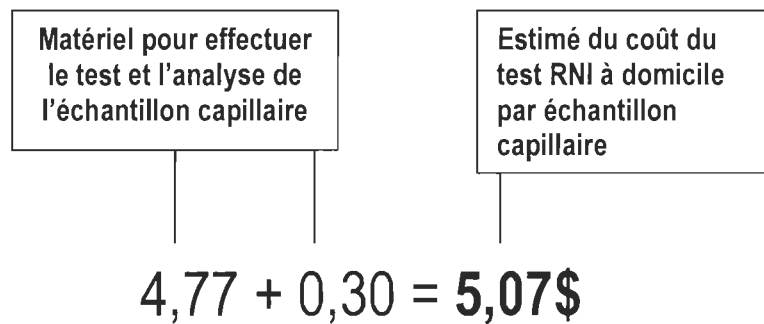 Matériel pour effectuer
le test et l'analyse de
l'échantillon capillaire
Estimé du coût du
test RNI à domicile
par échantillon
capillaire
4,77 + 0,30 = 5,07$